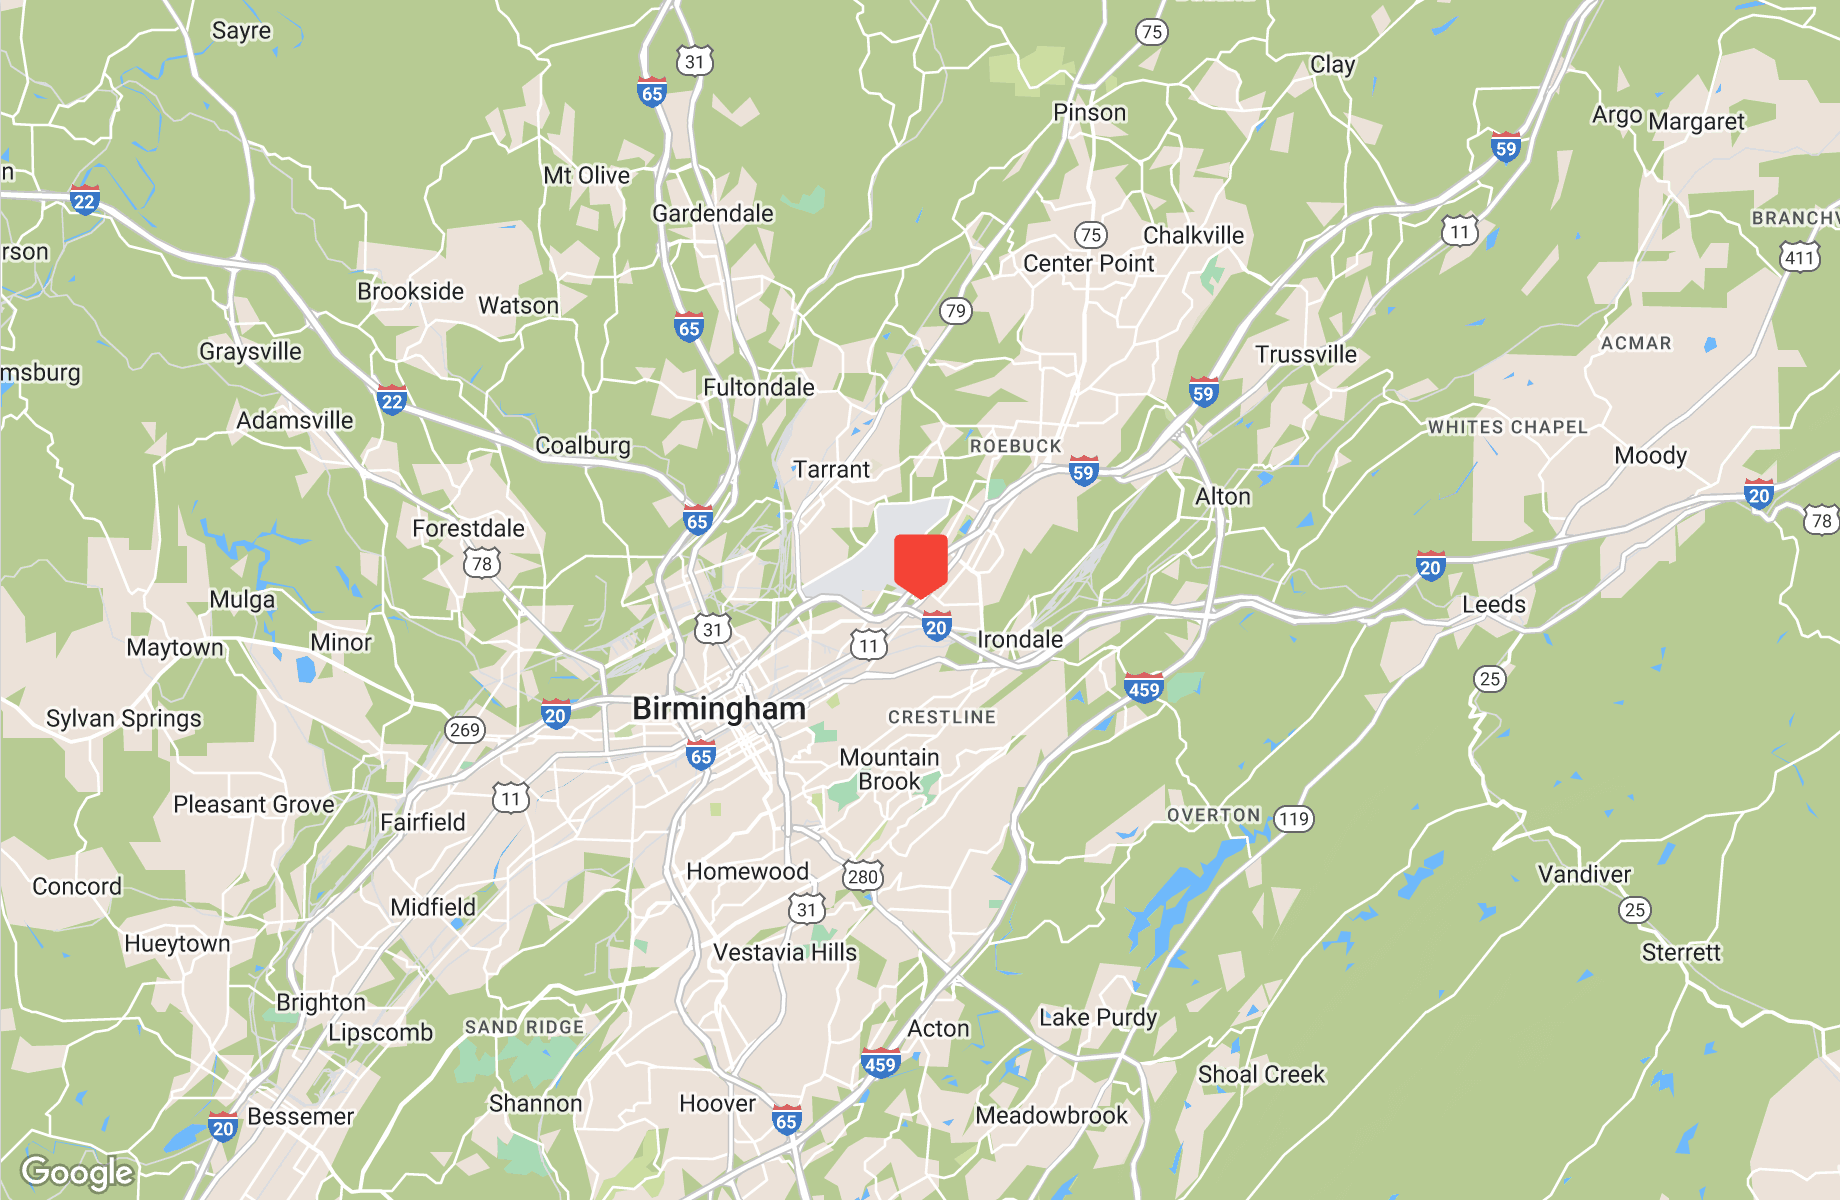 Sayre
31
75
65
Clay
Pinson
Argo
Margaret
59
Mt Olive
n
22
Gardendale
BRANCHV
75
Chalkville
11
rson
Center Point
411
Brookside
Watson
79
65
Graysville
ACMAR
Trussville
msburg
Fultondale
59
22
Adamsville
WHITES CHAPEL
Coalburg
ROEBUCK
Moody
Tarrant
59
Alton
20
65
78
Forestdale
78
20
Mulga
Leeds
31
20
Minor
11
Irondale
Maytown
25
459
Birmingham
20
Sylvan Springs
CRESTLINE
269
65
Mountain
Brook
11
Pleasant Grove
OVERTON
119
Fairfield
Homewood
280
Vandiver
Concord
Midfield
31
25
Hueytown
Vestavia Hills
Sterrett
Brighton
Lake Purdy
SAND RIDGE
Acton
Lipscomb
459
Shoal Creek
Shannon
Hoover
65
Meadowbrook
Bessemer
20
Google